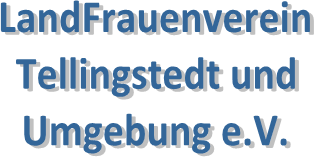 LandFrauenverein
Tellingstedt und
Umgebung e.V.